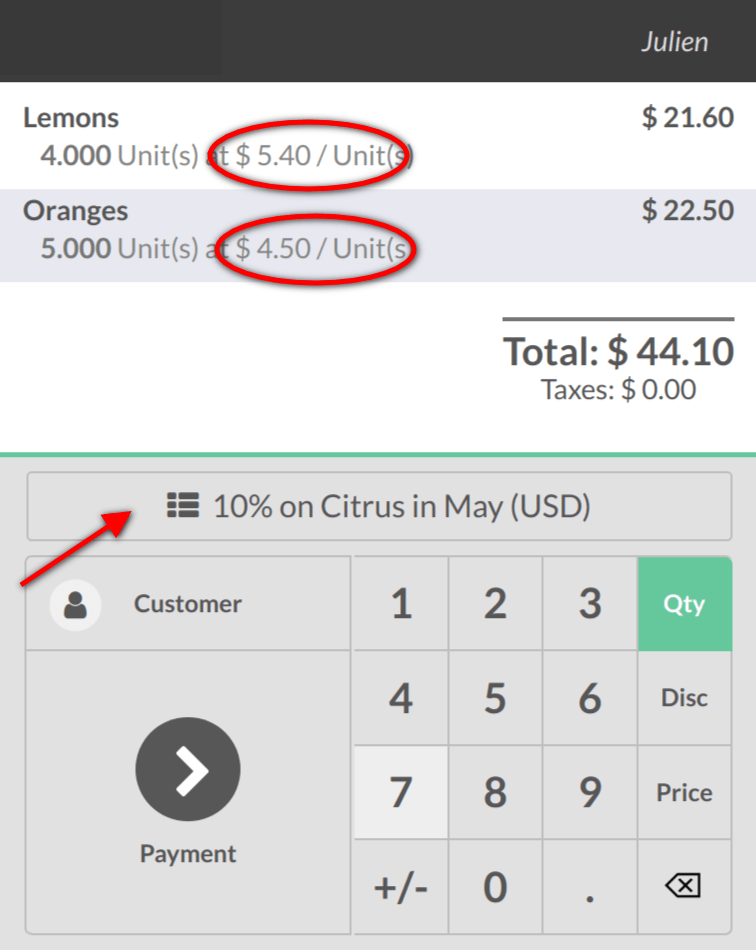 Julien
Lemons $ 21.60
4.000 Unit(s) at $ 5.40 / Unit(s)
Oranges $ 22.50
5.000 Unit(s) at $ 4.50 / Unit(s
Total: $ 44.10
Taxes: $ 0.00
10% on Citrus in May (USD)
Customer 1 2 3 Qty
4 5 6 Disc
7 8 9 Price
Payment
+/- 0 .